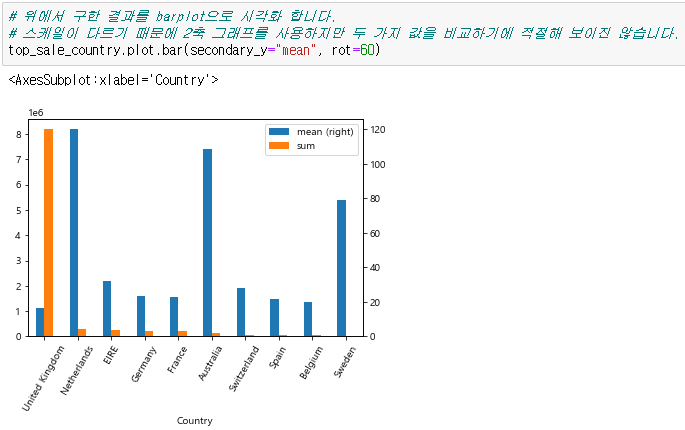 # 위에서 구한 결과를 barplot으로 시각화 합니다.
# 스케일이 다르기 때문에 2축 그래프를 사용하지만 두 가지 값을 비교하기에 적절해 보이진 않습니다.
top_sale_country.plot.bar(secondary_y="mean", rot=60)
<AxesSubplot:xlabel='Country'>
1e6
mean (right)
sum
8
7
6
5
4
3
2
1
0
120
100
80
60
40
20
0
United Kingdom
Netherlands
EIRE
Germany
France
Australia
Switzerland
Spain
Belgium
Sweden
Country